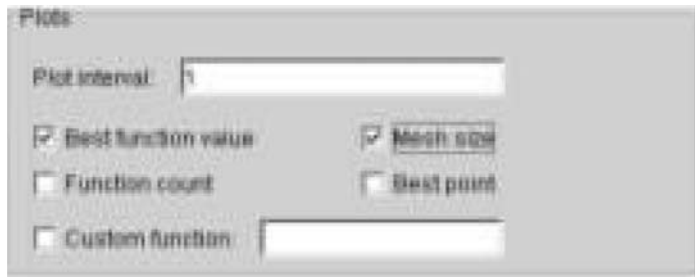 Plots
Plot interval: 1
Best function value Mesh size
Function count Best point
Custom function: